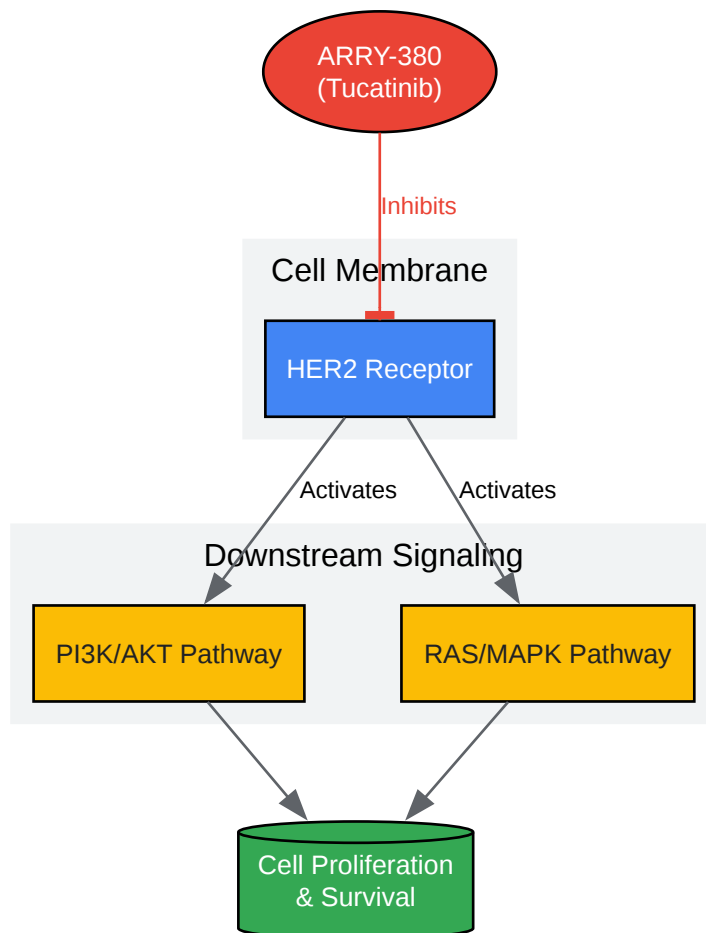 ARRY-380
(Tucatinib)
Inhibits
Cell Membrane
HER2 Receptor
Activates
Activates
Downstream Signaling
PI3K/AKT Pathway
RAS/MAPK Pathway
Cell Proliferation
& Survival